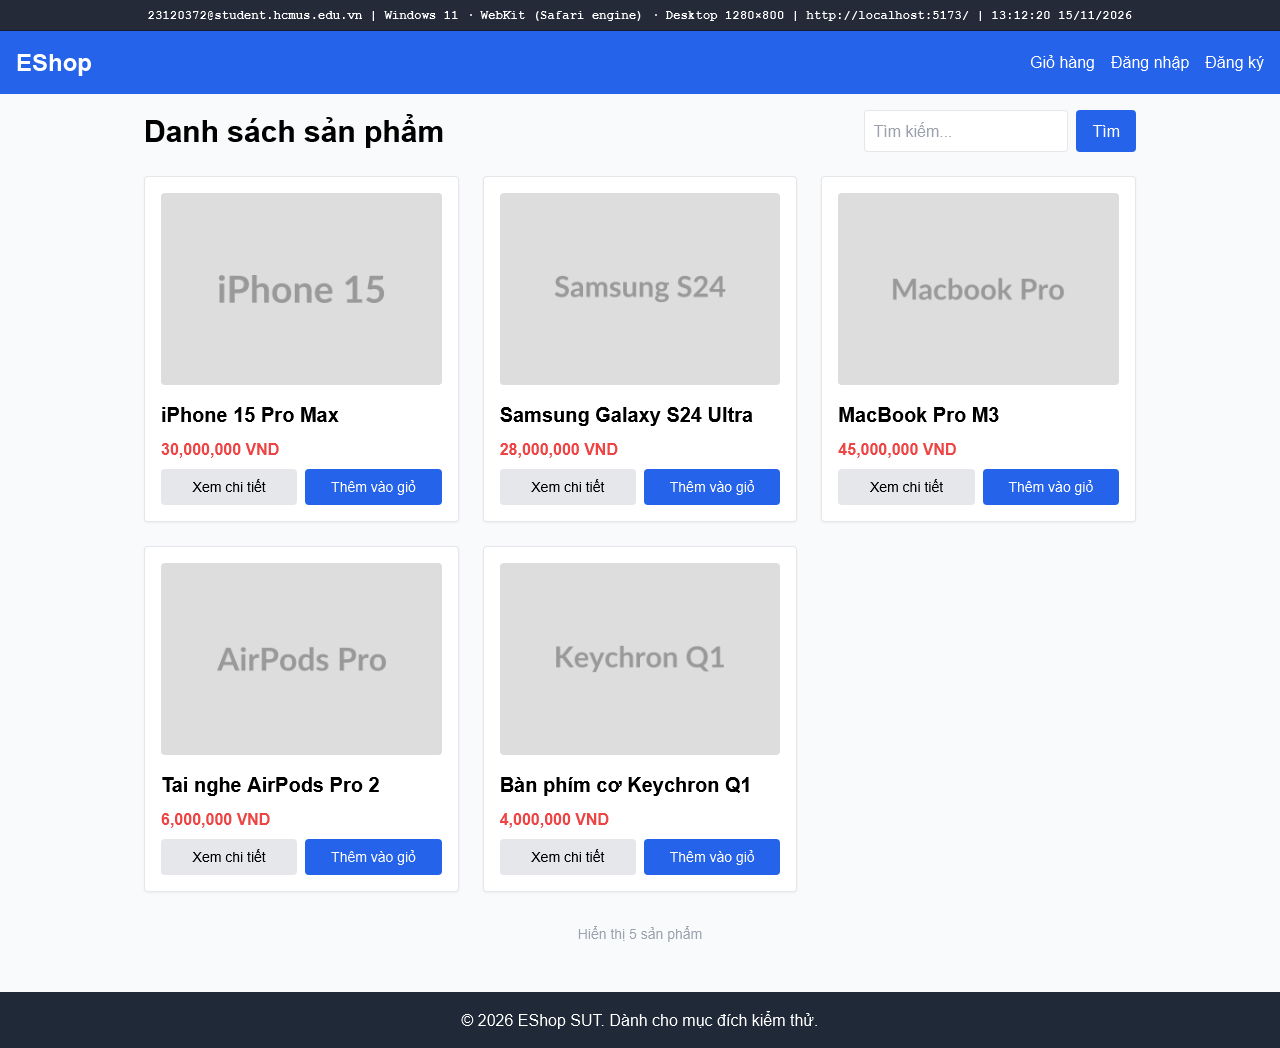 23120372@student.hcmus.edu.vn | Windows 11 · WebKit (Safari engine) · Desktop 1280×800 | http://localhost:5173/ | 13:12:20 15/11/2026
EShop
Giỏ hàng Đăng nhập Đăng ký
Danh sách sản phẩm
Tìm kiếm...
Tìm
iPhone 15
Samsung S24
Macbook Pro
iPhone 15 Pro Max
Samsung Galaxy S24 Ultra
MacBook Pro M3
30,000,000 VND
28,000,000 VND
45,000,000 VND
Xem chi tiết Thêm vào giỏ
Xem chi tiết Thêm vào giỏ
Xem chi tiết Thêm vào giỏ
AirPods Pro
Keychron Q1
Tai nghe AirPods Pro 2
Bàn phím cơ Keychron Q1
6,000,000 VND
4,000,000 VND
Xem chi tiết Thêm vào giỏ
Xem chi tiết Thêm vào giỏ
Hiển thị 5 sản phẩm
© 2026 EShop SUT. Dành cho mục đích kiểm thử.